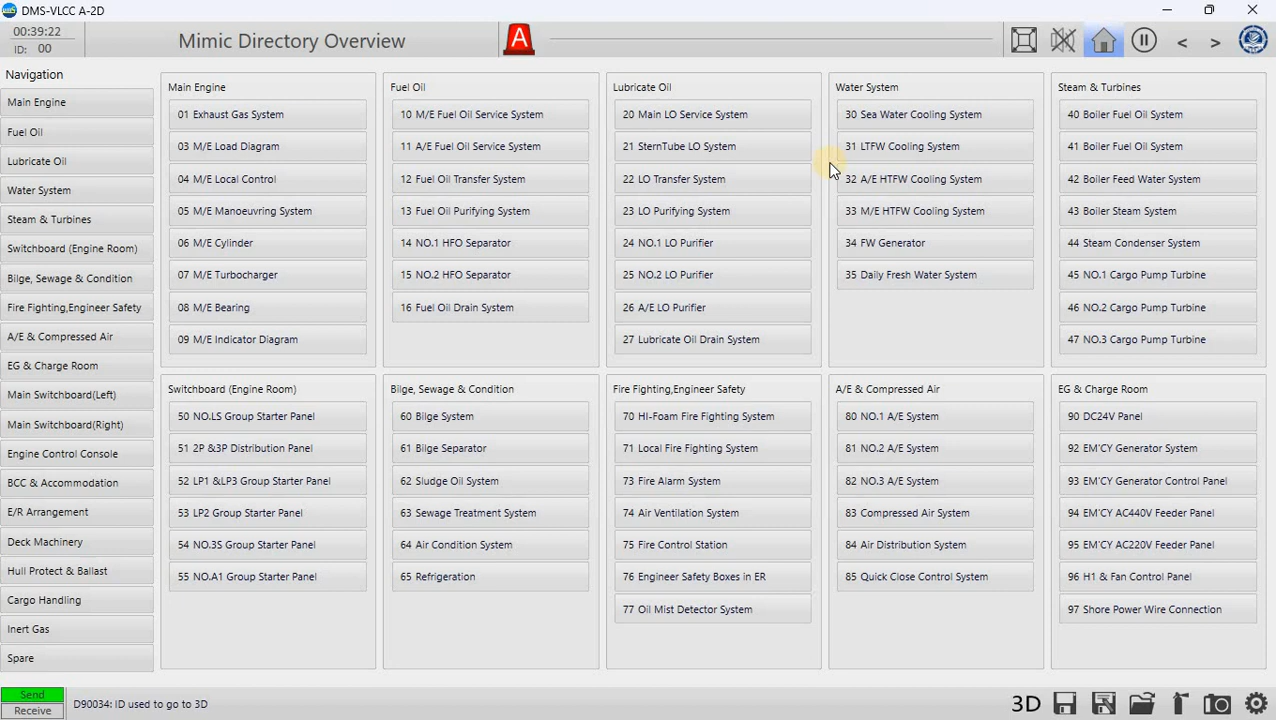 DMS-VLCC A-2D
00:39:22
ID: 00
Mimic Directory Overview
A
Navigation
Main Engine
Fuel Oil
Lubricate Oil
Water System
Steam & Turbines
Switchboard (Engine Room)
Bilge, Sewage & Condition
Fire Fighting,Engineer Safety
A/E & Compressed Air
EG & Charge Room
Main Switchboard(Left)
Main Switchboard(Right)
Engine Control Console
BCC & Accommodation
E/R Arrangement
Deck Machinery
Hull Protect & Ballast
Cargo Handling
Inert Gas
Spare
Main Engine
01 Exhaust Gas System
03 M/E Load Diagram
04 M/E Local Control
05 M/E Manoeuvring System
06 M/E Cylinder
07 M/E Turbocharger
08 M/E Bearing
09 M/E Indicator Diagram
Fuel Oil
10 M/E Fuel Oil Service System
11 A/E Fuel Oil Service System
12 Fuel Oil Transfer System
13 Fuel Oil Purifying System
14 NO.1 HFO Separator
15 NO.2 HFO Separator
16 Fuel Oil Drain System
Lubricate Oil
20 Main LO Service System
21 SternTube LO System
22 LO Transfer System
23 LO Purifying System
24 NO.1 LO Purifier
25 NO.2 LO Purifier
26 A/E LO Purifier
27 Lubricate Oil Drain System
Water System
30 Sea Water Cooling System
31 LTFW Cooling System
32 A/E HTFW Cooling System
33 M/E HTFW Cooling System
34 FW Generator
35 Daily Fresh Water System
Steam & Turbines
40 Boiler Fuel Oil System
41 Boiler Fuel Oil System
42 Boiler Feed Water System
43 Boiler Steam System
44 Steam Condenser System
45 NO.1 Cargo Pump Turbine
46 NO.2 Cargo Pump Turbine
47 NO.3 Cargo Pump Turbine
Switchboard (Engine Room)
50 NO.LS Group Starter Panel
51 2P &3P Distribution Panel
52 LP1 &LP3 Group Starter Panel
53 LP2 Group Starter Panel
54 NO.3S Group Starter Panel
55 NO.A1 Group Starter Panel
Bilge, Sewage & Condition
60 Bilge System
61 Bilge Separator
62 Sludge Oil System
63 Sewage Treatment System
64 Air Condition System
65 Refrigeration
Fire Fighting,Engineer Safety
70 HI-Foam Fire Fighting System
71 Local Fire Fighting System
73 Fire Alarm System
74 Air Ventilation System
75 Fire Control Station
76 Engineer Safety Boxes in ER
77 Oil Mist Detector System
A/E & Compressed Air
80 NO.1 A/E System
81 NO.2 A/E System
82 NO.3 A/E System
83 Compressed Air System
84 Air Distribution System
85 Quick Close Control System
EG & Charge Room
90 DC24V Panel
92 EM'CY Generator System
93 EM'CY Generator Control Panel
94 EM'CY AC440V Feeder Panel
95 EM'CY AC220V Feeder Panel
96 H1 & Fan Control Panel
97 Shore Power Wire Connection
Send
Receive
D90034: ID used to go to 3D
3D